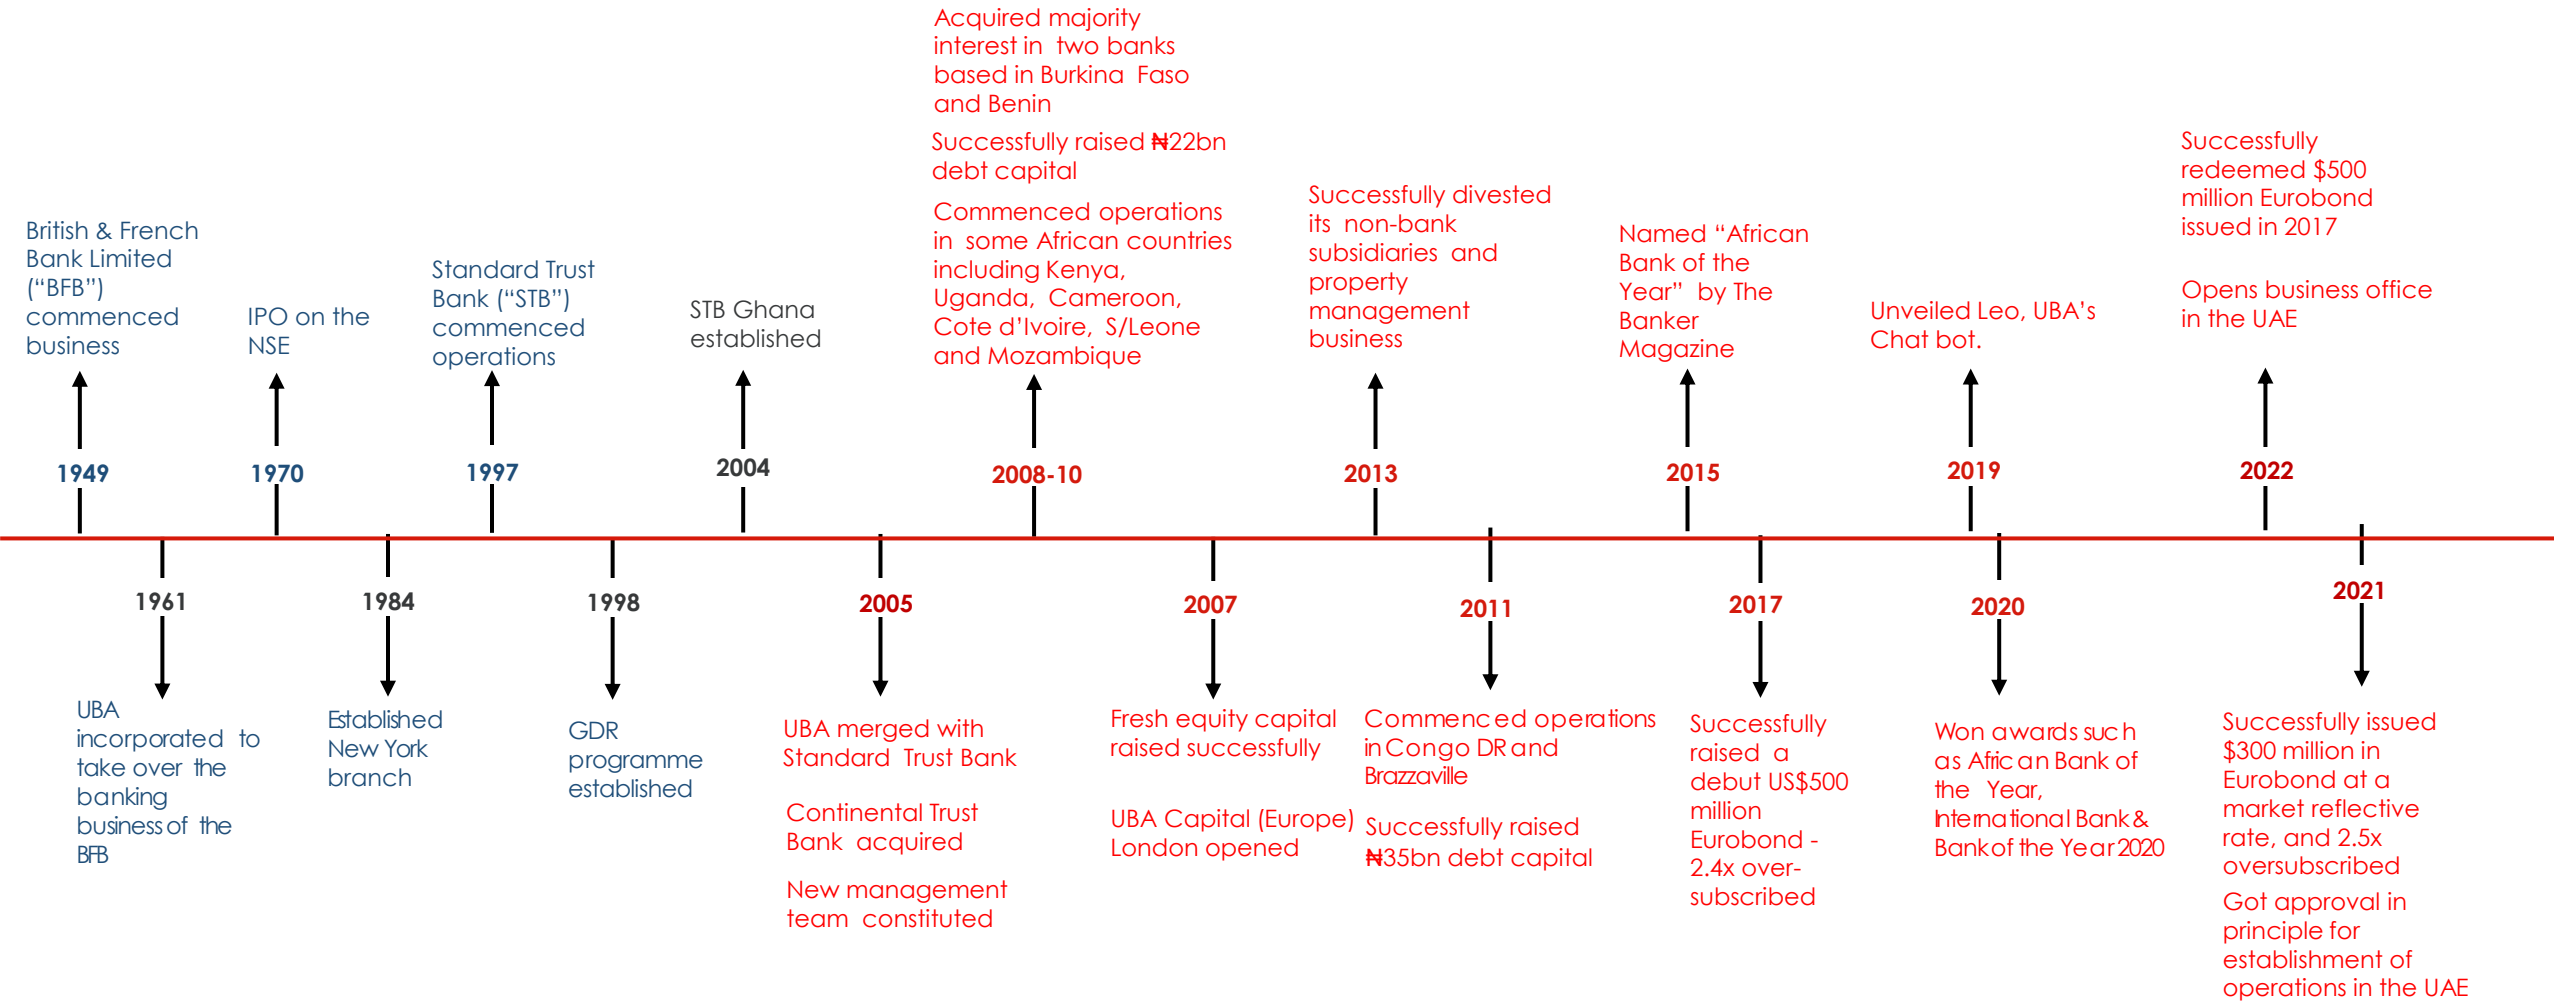 British & French
Bank Limited
(“BFB”)
commenced
business
1949
1961
UBA
incorporated to
take over the
banking
business of the
BFB
IPO on the
NSE
1970
1984
Established
New York
branch
Standard Trust
Bank (“STB”)
commenced
operations
1997
1998
GDR
programme
established
STB Ghana
established
2004
2005
UBA merged with
Standard Trust Bank
Continental Trust
Bank acquired
New management
team constituted
Acquired majority
interest in two banks
based in Burkina Faso
and Benin
Successfully raised ₦22bn
debt capital
Commenced operations
in some African countries
including Kenya,
Uganda, Cameroon,
Cote d’Ivoire, S/Leone
and Mozambique
2008-10
2007
Fresh equity capital
raised successfully
UBA Capital (Europe)
London opened
Successfully divested
its non-bank
subsidiaries and
property
management
business
2013
2011
Commenced operations
in Congo DR and
Brazzaville
Successfully raised
₦35bn debt capital
Named “African
Bank of the
Year” by The
Banker
Magazine
2015
2017
Successfully
raised a
debut US$500
million
Eurobond -
2.4x over-
subscribed
Unveiled Leo, UBA’s
Chat bot.
2019
2020
Won awards such
as African Bank of
the Year,
International Bank &
Bank of the Year 2020
Successfully
redeemed $500
million Eurobond
issued in 2017
Opens business office
in the UAE
2022
2021
Successfully issued
$300 million in
Eurobond at a
market reflective
rate, and 2.5x
oversubscribed
Got approval in
principle for
establishment of
operations in the UAE